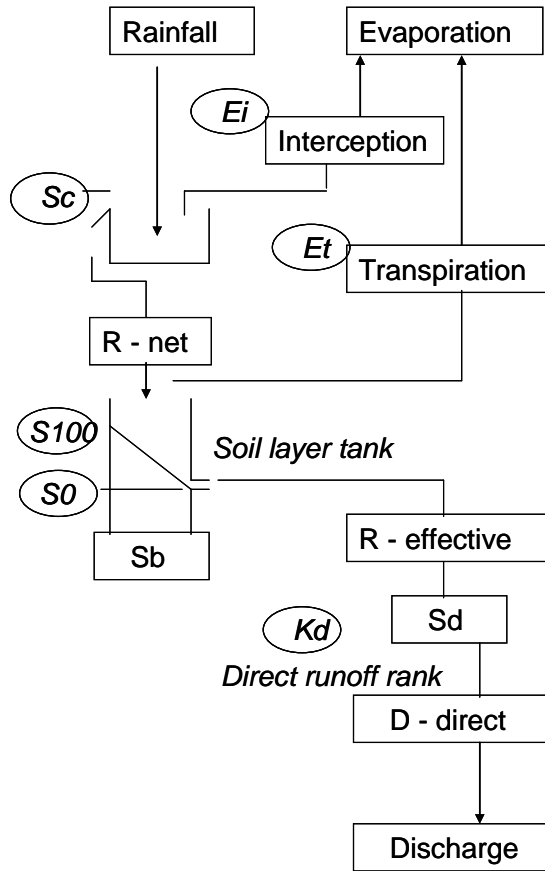 Rainfall
Evaporation
Ei
Interception
Sc
Et
Transpiration
R - net
S100
Soil layer tank
S0
R - effective
Sb
Sd
Kd
Direct runoff rank
D - direct
Discharge